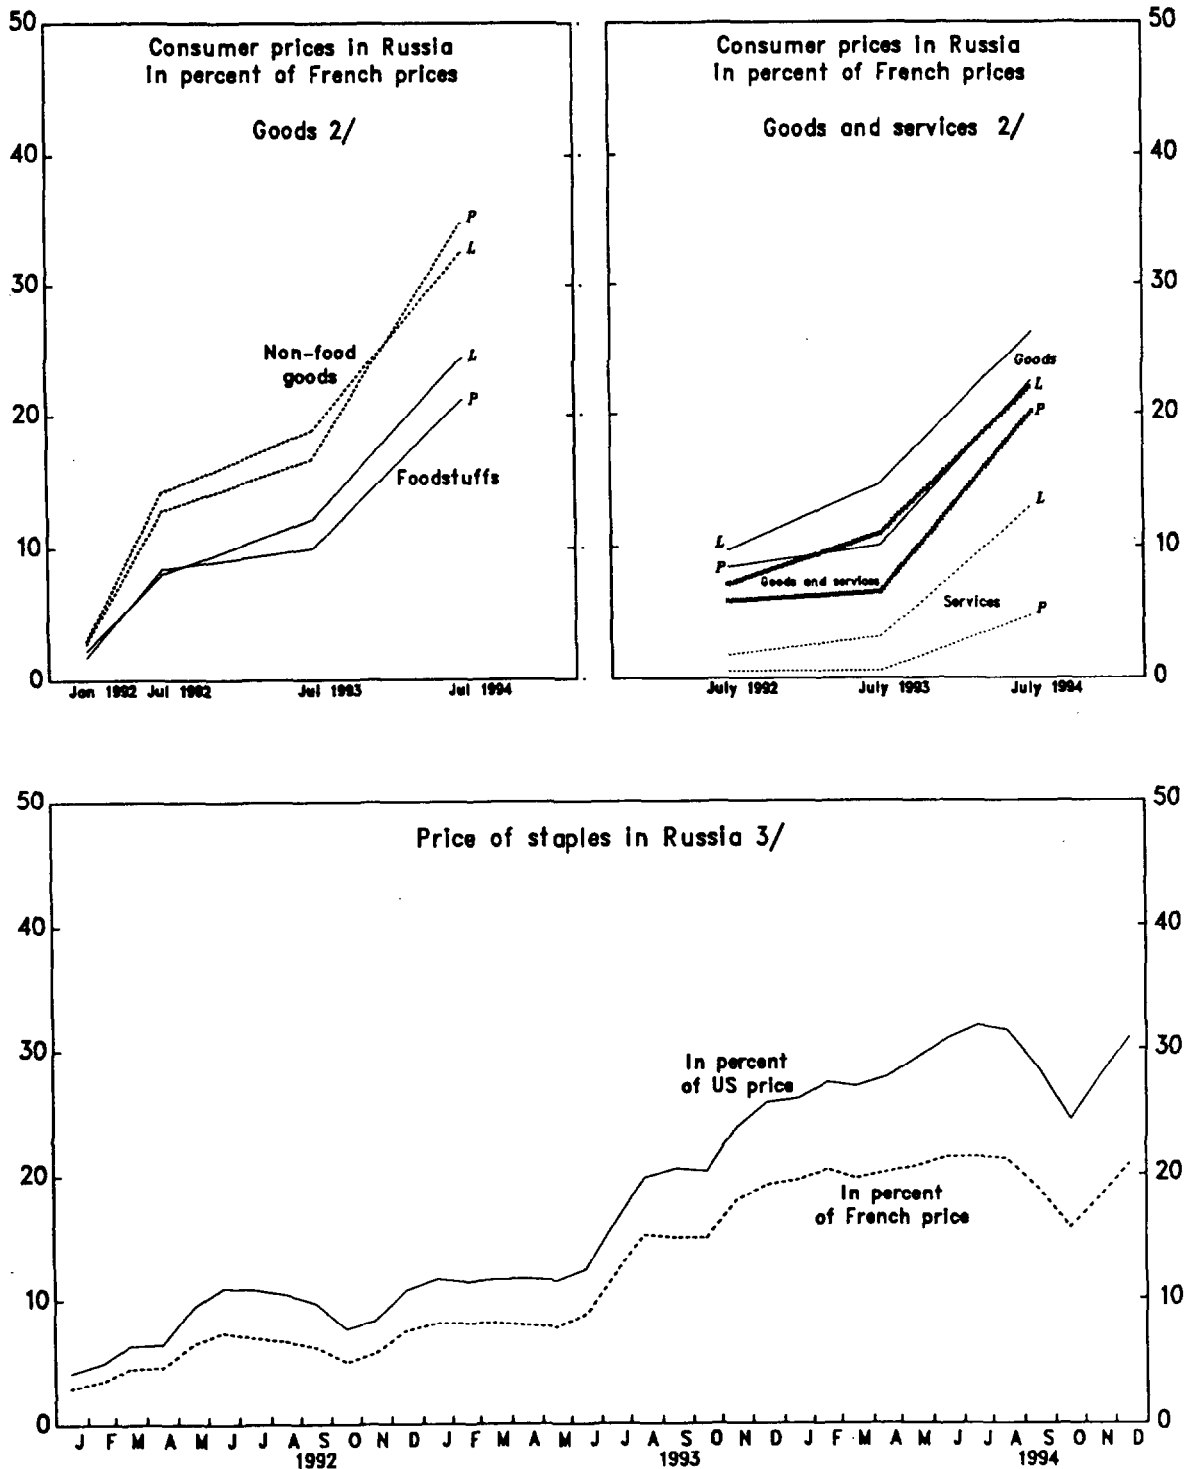 Consumer prices in Russia
in percent of French prices
Goods 2/
50
40
30
20
10
0
P
L
Non-food
goods
L
P
Foodstuffs
Jan 1992 Jul 1992 Jul 1993 Jul 1994
Consumer prices in Russia
in percent of French prices
Goods and services 2/
50
40
30
20
10
0
Goods
L
P
L
L
P
Goods and services
Services
P
July 1992 July 1993 July 1994
50 50
Price of staples in Russia 3/
40 40
30 30
In percent
of US price
20 20
In percent
of French price
10 10
0 0
J F M A M J J A S O N D J F M A M J J A S O N D J F M A M J J A S O N D
1992 1993 1994